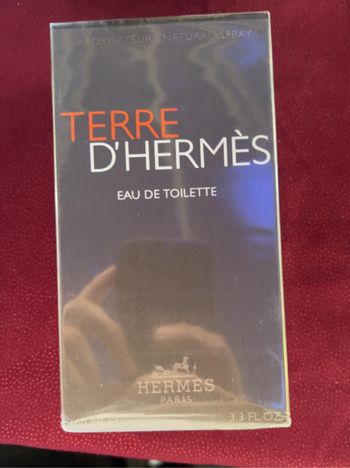 VAPORISATEUR NATURAL SPRAY
TERRE
D'HERMÈS
EAU DE TOILETTE
HERMÈS
PARIS
3.3 FL.OZ